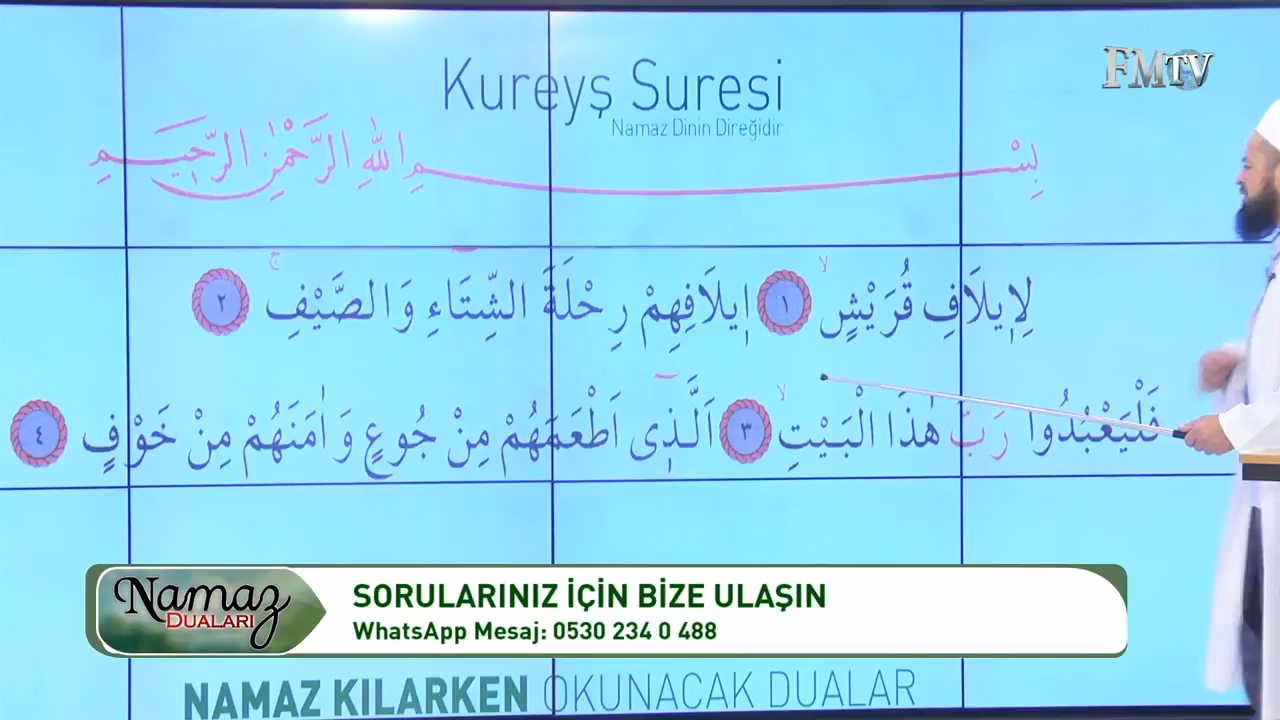 Kureyş Suresi
FMTV
Namaz Dinin Direğidir
بِسْمِ اللهِ الرَّحْمٰنِ الرَّحِيمِ
لِاِيلَافِ قُرَيْشٍۙ ١ اِيلَافِهِمْ رِحْلَةَ الشِّتَٓاءِ وَالصَّيْفِۚ ٢
فَلْيَعْبُدُوا رَبَّ هٰذَا الْبَيْتِۙ ٣ اَلَّـذٖٓى اَطْعَمَهُمْ مِنْ جُوعٍ وَاٰمَنَهُمْ مِنْ خَوْفٍ ٤
Namaz
DUALARI
SORULARINIZ İÇİN BİZE ULAŞIN
WhatsApp Mesaj: 0530 234 0 488
NAMAZ KILARKEN OKUNACAK DUALAR